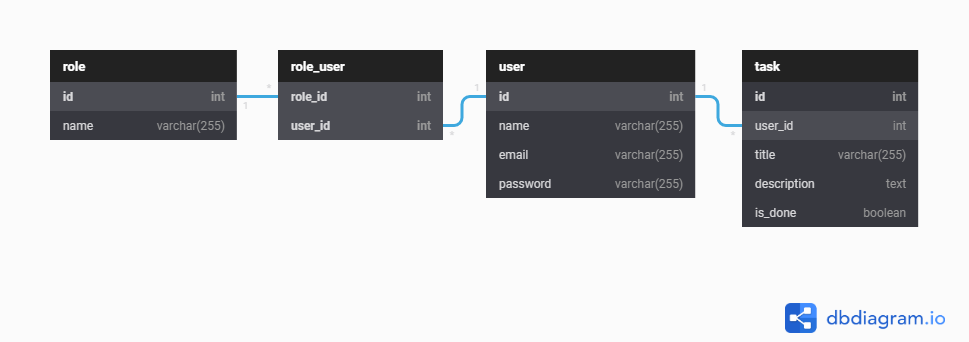 role
id int
name varchar(255)
role_user
role_id int
user_id int
user
id int
name varchar(255)
email varchar(255)
password varchar(255)
task
id int
user_id int
title varchar(255)
description text
is_done boolean
1
*
1
*
1
*
dbdiagram.io